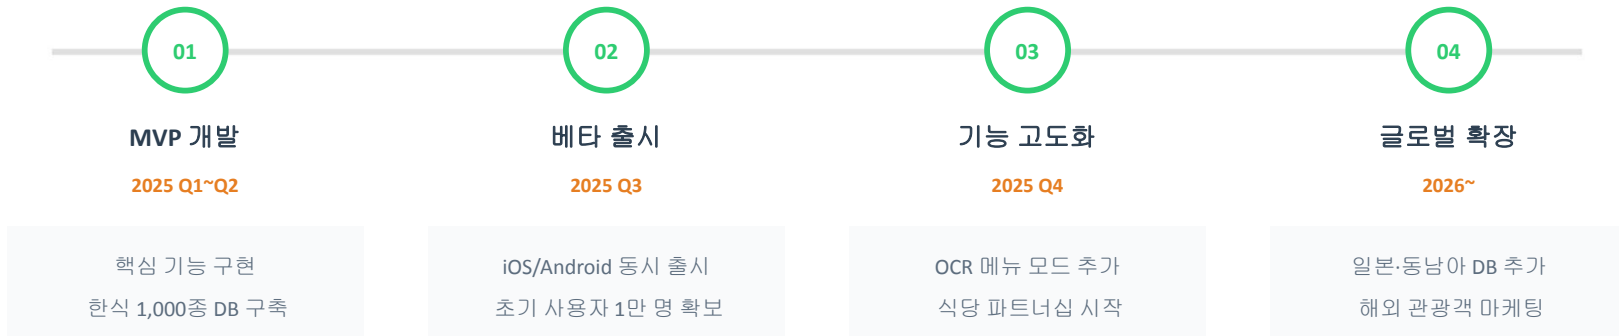 01
MVP 개발
2025 Q1~Q2
핵심 기능 구현
한식 1,000종 DB 구축
02
베타 출시
2025 Q3
iOS/Android 동시 출시
초기 사용자 1만 명 확보
03
기능 고도화
2025 Q4
OCR 메뉴 모드 추가
식당 파트너십 시작
04
글로벌 확장
2026~
일본·동남아 DB 추가
해외 관광객 마케팅